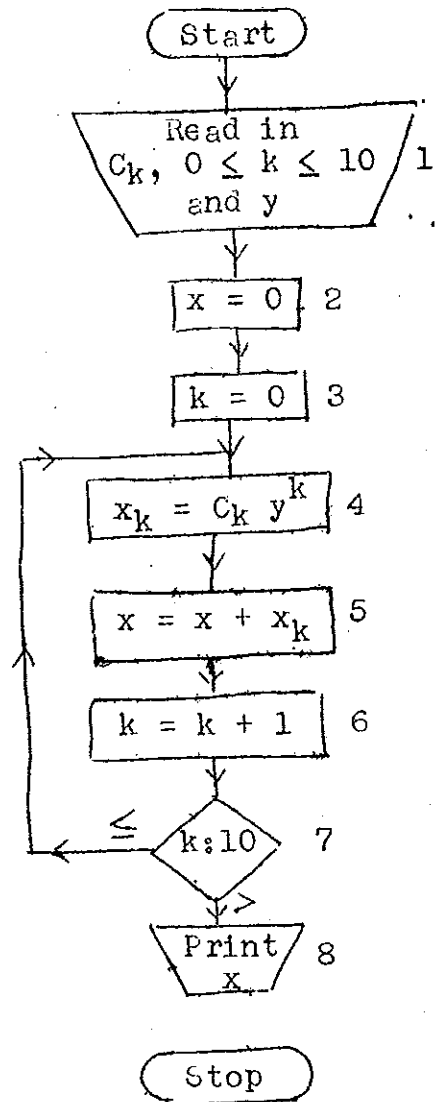 Start
Read in
C_k, 0 ≤ k ≤ 10 1
and y
x = 0 2
k = 0 3
x_k = C_k y^k 4
x = x + x_k 5
k = k + 1 6
≤ k:10 7
>
Print 8
x
Stop